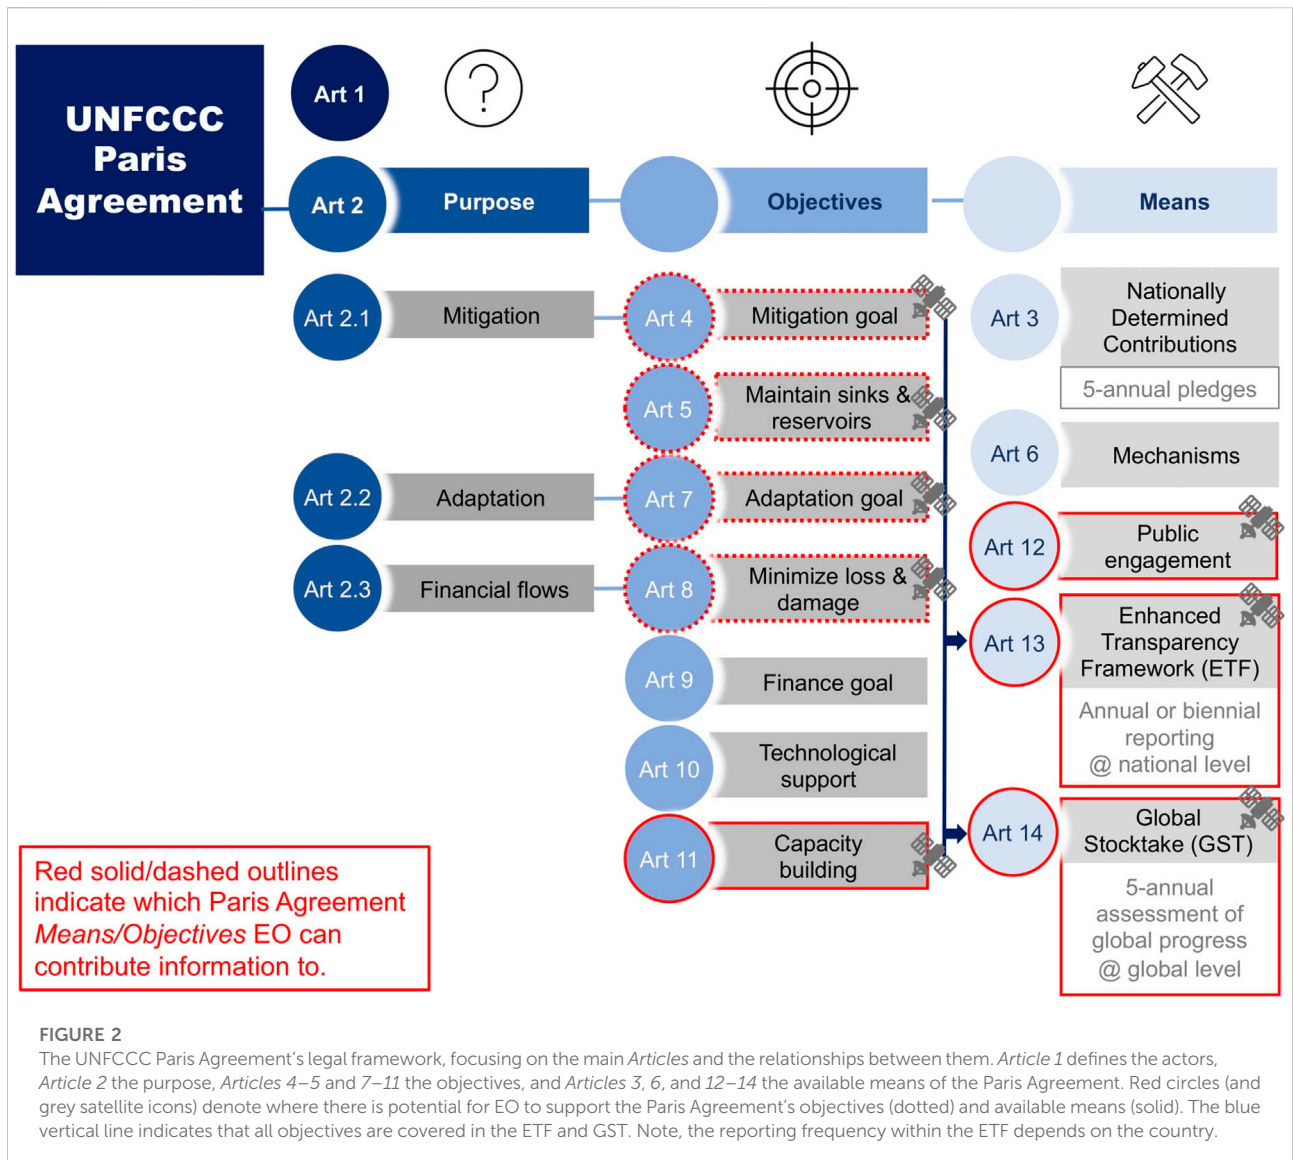 UNFCCC
Paris
Agreement
Art 1
?
Art 2
Purpose
Objectives
Means
Art 2.1
Mitigation
Art 4
Mitigation goal
Art 3
Nationally
Determined
Contributions
5-annual pledges
Art 5
Maintain sinks &
reservoirs
Art 6
Mechanisms
Art 2.2
Adaptation
Art 7
Adaptation goal
Art 12
Public
engagement
Art 2.3
Financial flows
Art 8
Minimize loss &
damage
Art 13
Enhanced
Transparency
Framework (ETF)
Annual or biennial
reporting
@ national level
Art 9
Finance goal
Art 10
Technological
support
Art 11
Capacity
building
Art 14
Global
Stocktake (GST)
5-annual
assessment of
global progress
@ global level
Red solid/dashed outlines
indicate which Paris Agreement
Means/Objectives EO can
contribute information to.
FIGURE 2
The UNFCCC Paris Agreement's legal framework, focusing on the main Articles and the relationships between them. Article 1 defines the actors,
Article 2 the purpose, Articles 4–5 and 7–11 the objectives, and Articles 3, 6, and 12–14 the available means of the Paris Agreement. Red circles (and
grey satellite icons) denote where there is potential for EO to support the Paris Agreement's objectives (dotted) and available means (solid). The blue
vertical line indicates that all objectives are covered in the ETF and GST. Note, the reporting frequency within the ETF depends on the country.